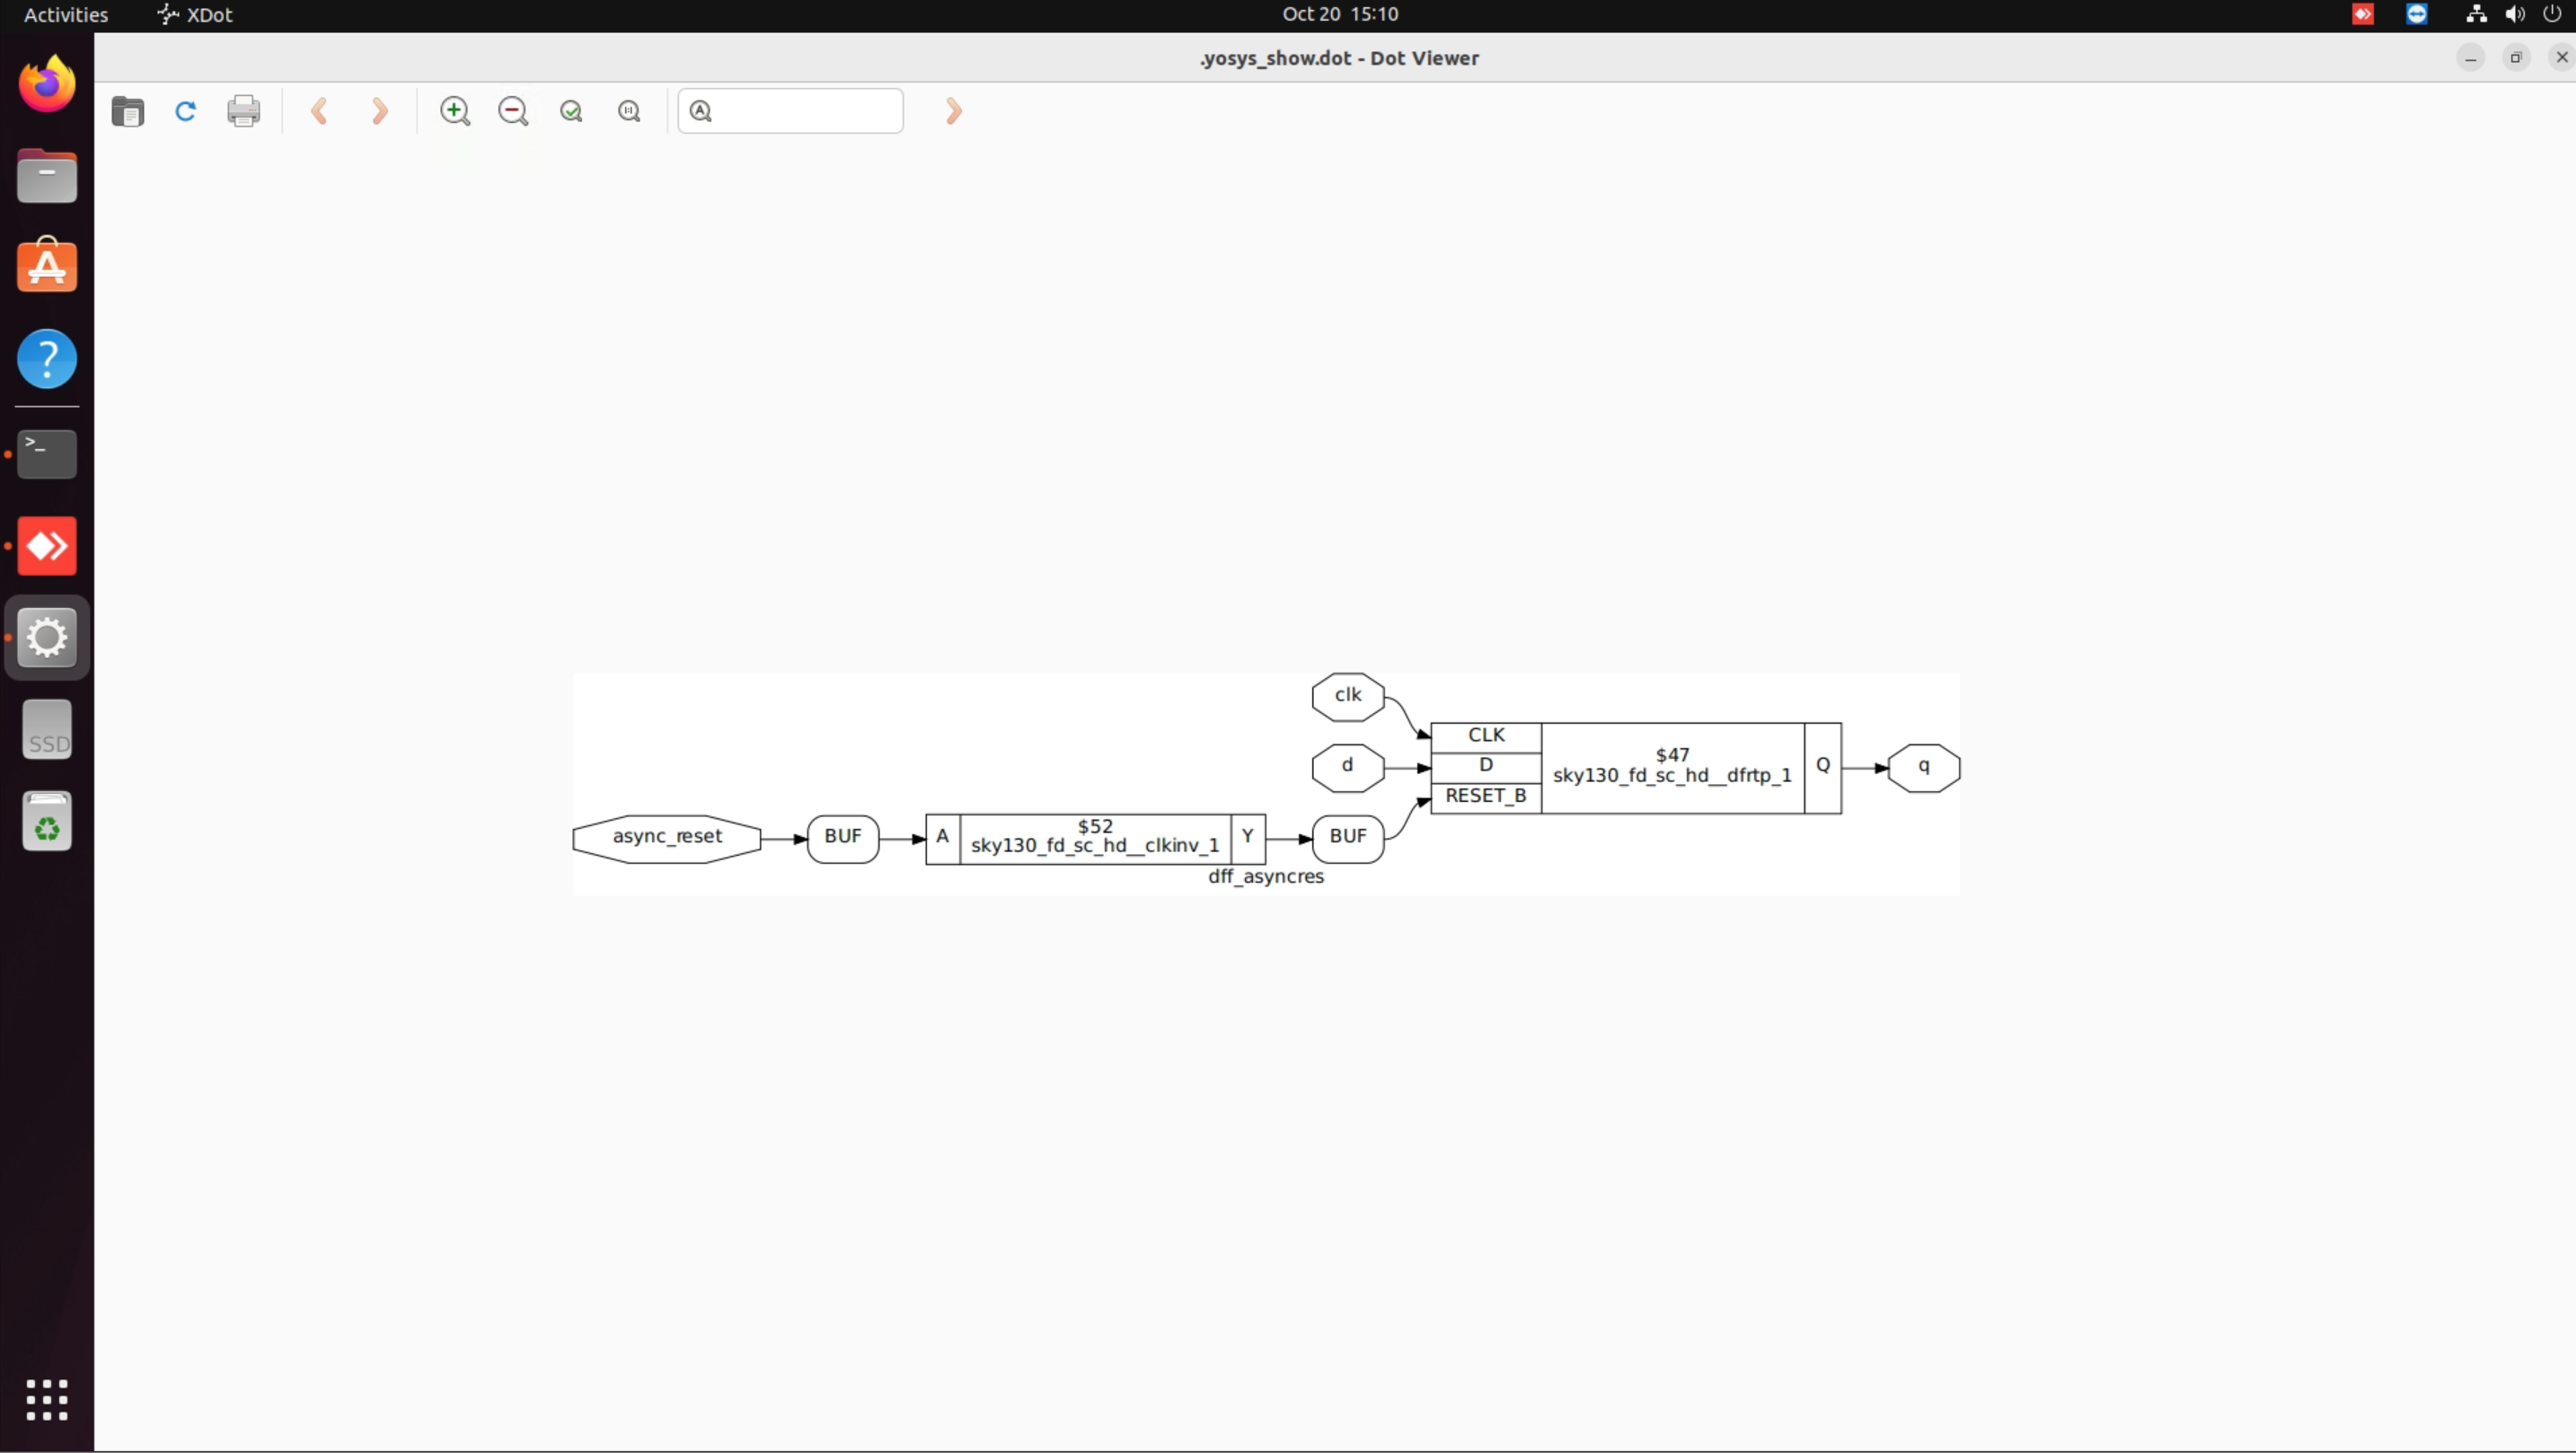 Activities
XDot
Oct 20 15:10
.yosys_show.dot - Dot Viewer
SSD
clk
CLK
d
D
$47
sky130_fd_sc_hd__dfrtp_1
Q
q
RESET_B
async_reset
BUF
A
$52
sky130_fd_sc_hd__clkinv_1
Y
BUF
dff_asyncres